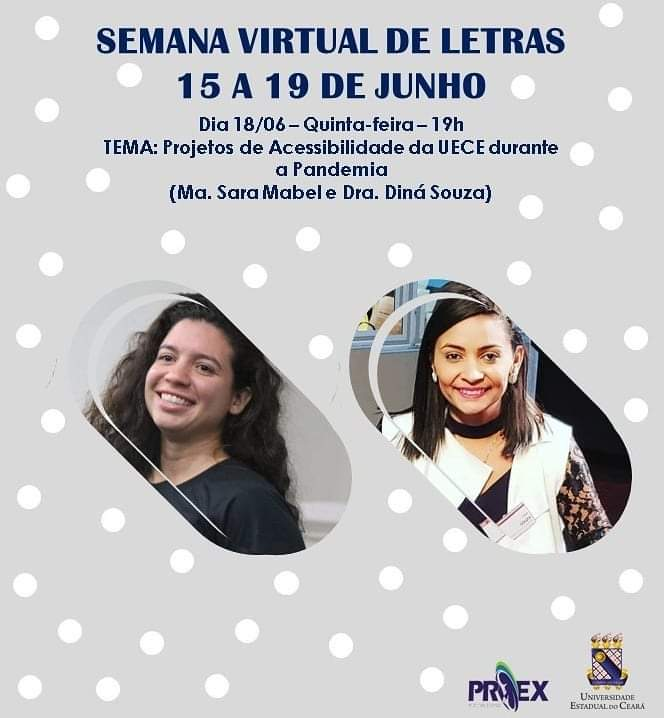 SEMANA VIRTUAL DE LETRAS
15 A 19 DE JUNHO
Dia 18/06 – Quinta-feira – 19h
TEMA: Projetos de Acessibilidade da UECE durante
a Pandemia
(Ma. Sara Mabel e Dra. Diná Souza)
PROEX
UNIVERSIDADE
ESTADUAL DO CEARÁ